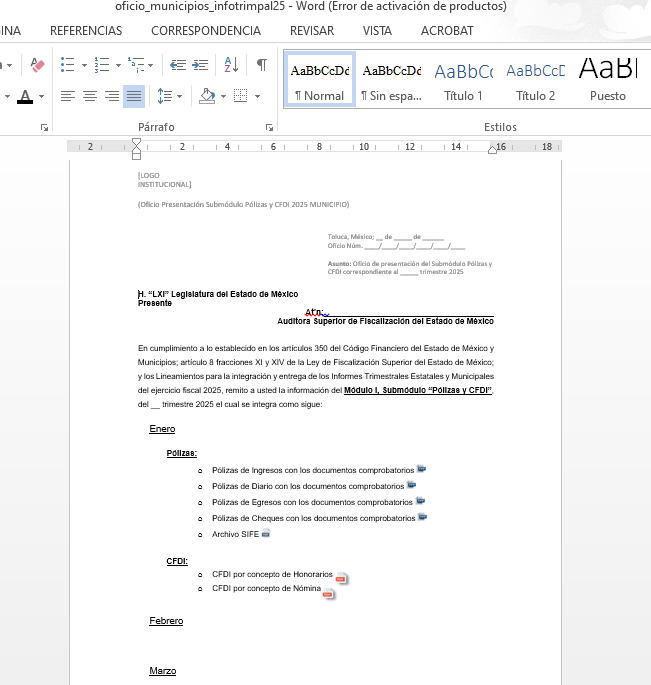 oficio_municipios_infotrimpal25 - Word (Error de activación de productos)
GINA REFERENCIAS CORRESPONDENCIA REVISAR VISTA ACROBAT
AaBbCcDd AaBbCcDd AaBbC AaBbCcD AaBl
¶ Normal ¶ Sin espa... Título 1 Título 2 Puesto
Párrafo Estilos
2 2 4 6 8 10 12 14 16 18
[LOGO
INSTITUCIONAL]
(Oficio Presentación Submódulo Pólizas y CFDI 2025 MUNICIPIO)
Toluca, México; __ de _____ de ______
Oficio Núm. ____/____/____/____/____/____
Asunto: Oficio de presentación del Submódulo Pólizas y
CFDI correspondiente al _____ trimestre 2025
H. “LXI” Legislatura del Estado de México
Presente
At'n:
Auditora Superior de Fiscalización del Estado de México
En cumplimiento a lo establecido en los artículos 350 del Código Financiero del Estado de México y
Municipios; artículo 8 fracciones XI y XIV de la Ley de Fiscalización Superior del Estado de México;
y los Lineamientos para la integración y entrega de los Informes Trimestrales Estatales y Municipales
del ejercicio fiscal 2025, remito a usted la información del Módulo I, Submódulo “Pólizas y CFDI”,
del __ trimestre 2025 el cual se integra como sigue:
Enero
Pólizas:
o Pólizas de Ingresos con los documentos comprobatorios
o Pólizas de Diario con los documentos comprobatorios
o Pólizas de Egresos con los documentos comprobatorios
o Pólizas de Cheques con los documentos comprobatorios
o Archivo SIFE
CFDI:
o CFDI por concepto de Honorarios
o CFDI por concepto de Nómina
Febrero
Marzo